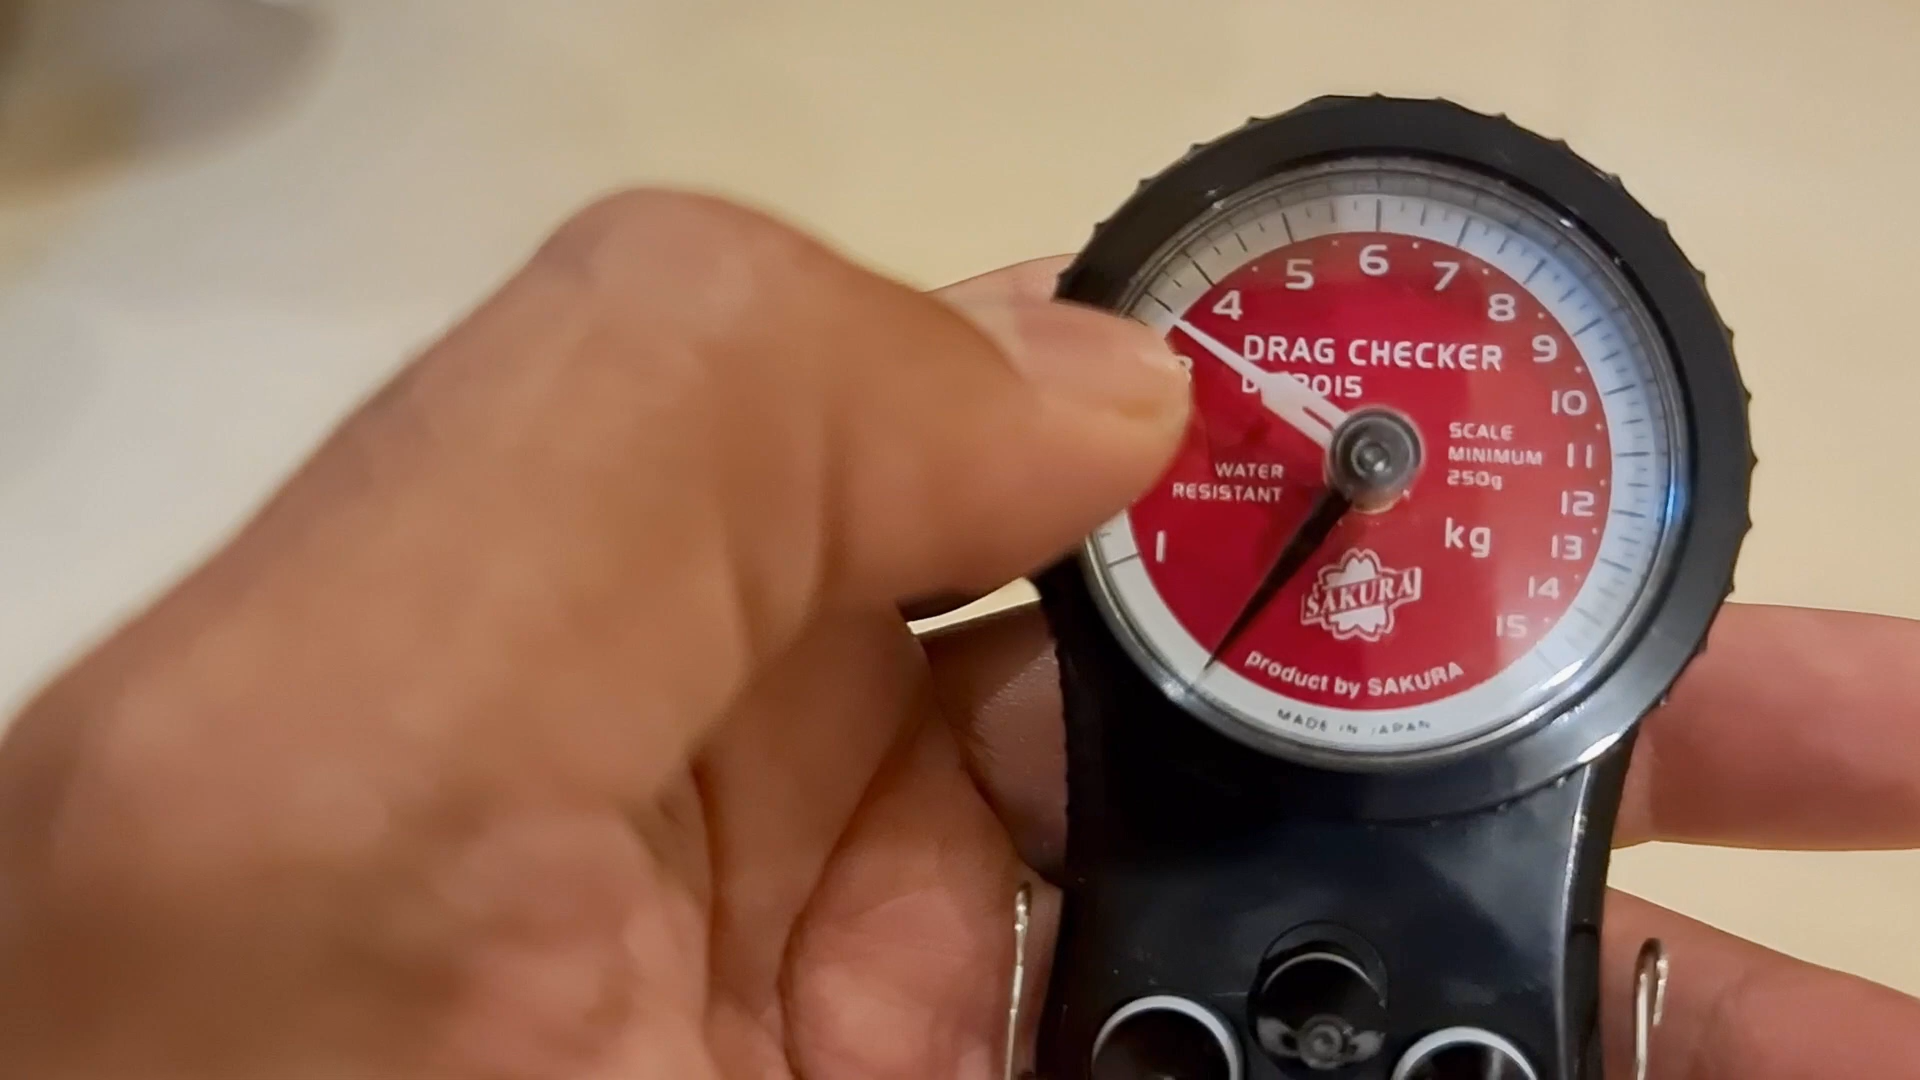 4 5 6 7 8 9 10 11 12 13 14 15
DRAG CHECKER
SCALE
MINIMUM
250g
WATER
RESISTANT
kg
1
SAKURA
product by SAKURA
MADE IN JAPAN